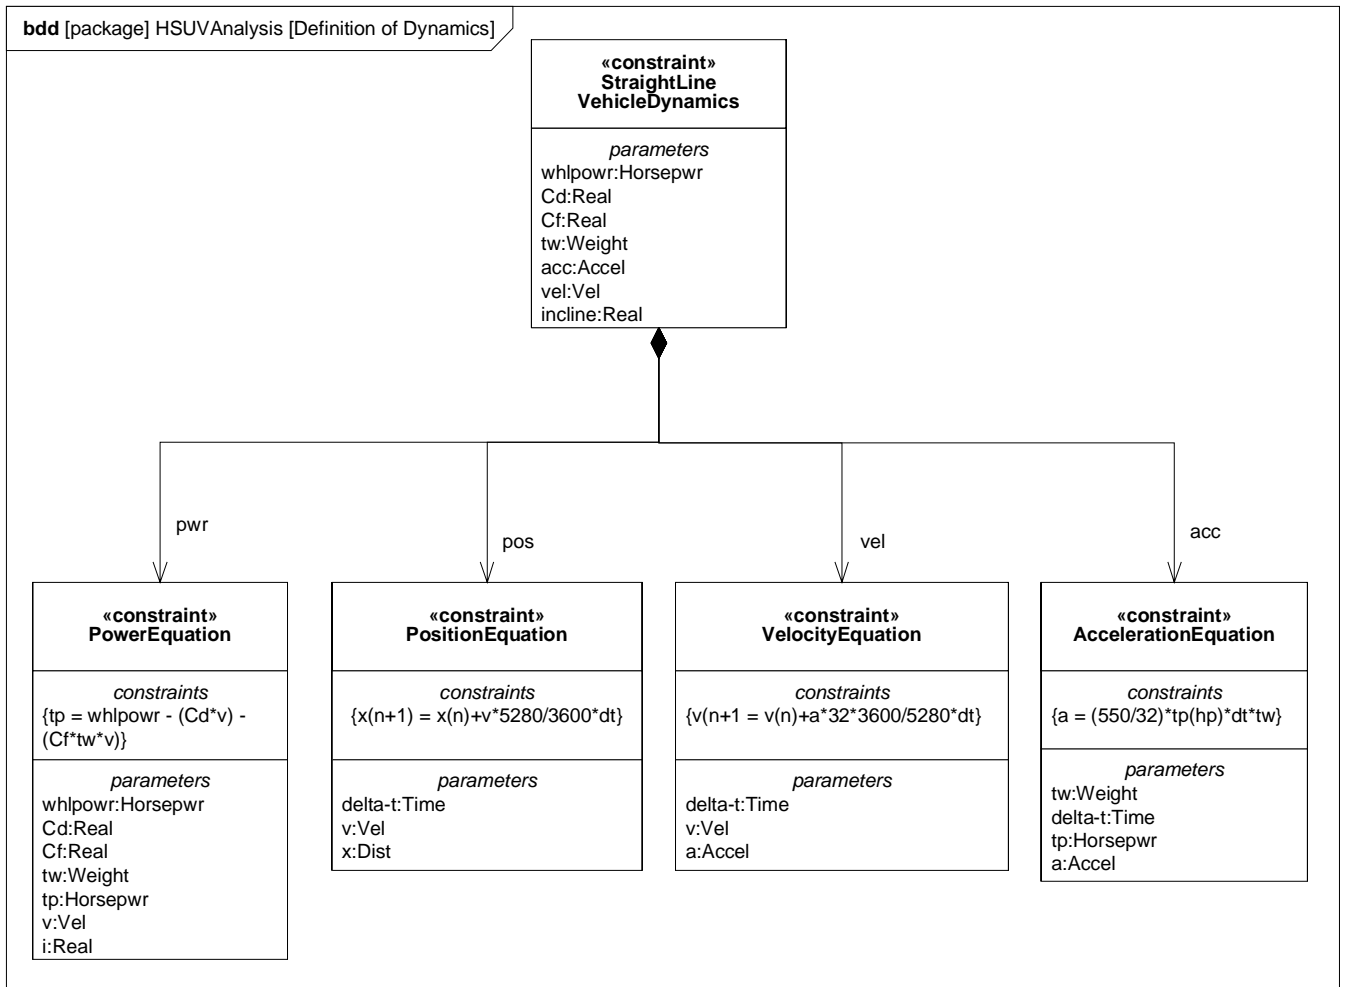 bdd [package] HSUVAnalysis [Definition of Dynamics]
«constraint»
StraightLine
VehicleDynamics
parameters
whlpowr:Horsepwr
Cd:Real
Cf:Real
tw:Weight
acc:Accel
vel:Vel
incline:Real
pwr
pos
vel
acc
«constraint»
PowerEquation
constraints
{tp = whlpowr - (Cd*v) -
(Cf*tw*v)}
parameters
whlpowr:Horsepwr
Cd:Real
Cf:Real
tw:Weight
tp:Horsepwr
v:Vel
i:Real
«constraint»
PositionEquation
constraints
{x(n+1) = x(n)+v*5280/3600*dt}
parameters
delta-t:Time
v:Vel
x:Dist
«constraint»
VelocityEquation
constraints
{v(n+1 = v(n)+a*32*3600/5280*dt}
parameters
delta-t:Time
v:Vel
a:Accel
«constraint»
AccelerationEquation
constraints
{a = (550/32)*tp(hp)*dt*tw}
parameters
tw:Weight
delta-t:Time
tp:Horsepwr
a:Accel